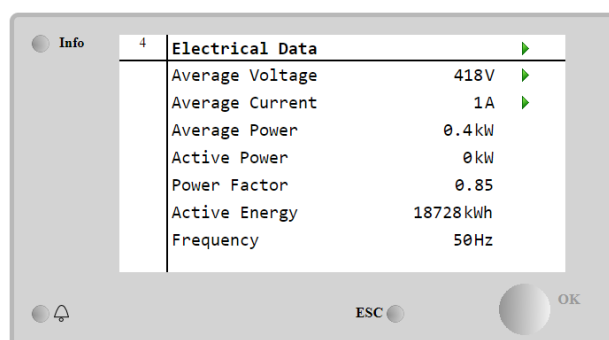 Info
4 Electrical Data
Average Voltage 418V
Average Current 1A
Average Power 0.4kW
Active Power 0kW
Power Factor 0.85
Active Energy 18728kWh
Frequency 50Hz
ESC
OK